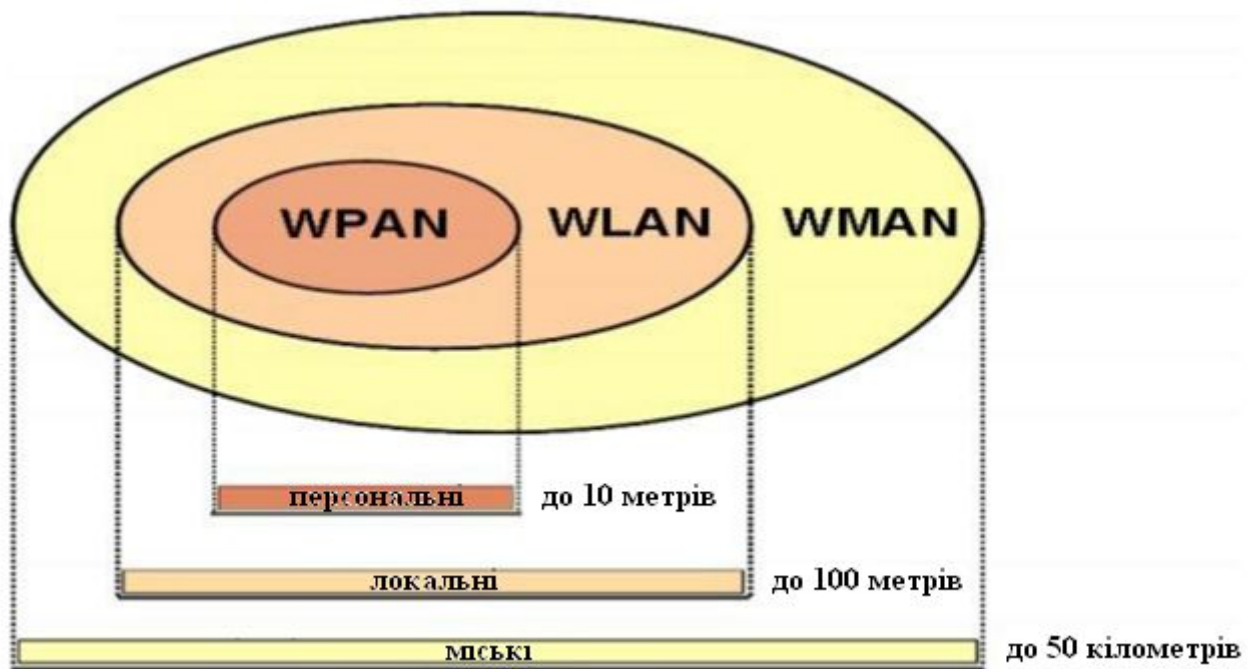 WPAN WLAN WMAN
персональні до 10 метрів
локальні до 100 метрів
міські до 50 кілометрів